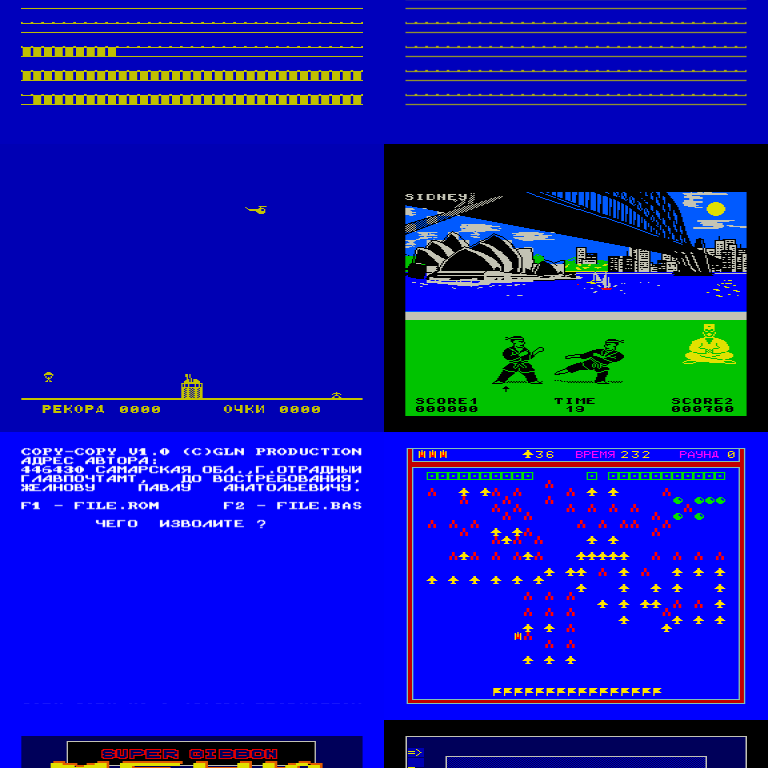 SIDNEY
РЕКОРД 0000 ОЧКИ 0000
SCORE1 TIME SCORE2
000000 19 000700
COPY-COPY V1.0 (C)GLN PRODUCTION
АДРЕС АВТОРА:
446430 САМАРСКАЯ ОБЛ.,Г.ОТРАДНЫЙ
ГЛАВПОЧТАМТ, ДО ВОСТРЕБОВАНИЯ,
ЖЕЛНОВУ ПАВЛУ АНАТОЛЬЕВИЧУ.
F1 - FILE.ROM F2 - FILE.BAS
ЧЕГО ИЗВОЛИТЕ ?
36 ВРЕМЯ 232 РАУНД 0
SUPER GIBBON
=>